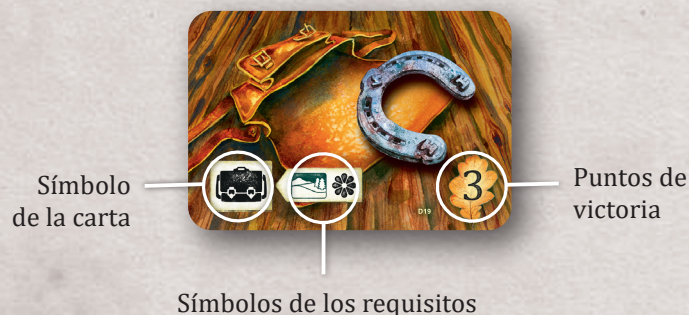 Símbolo
de la carta
3
D19
Puntos de
victoria
Símbolos de los requisitos